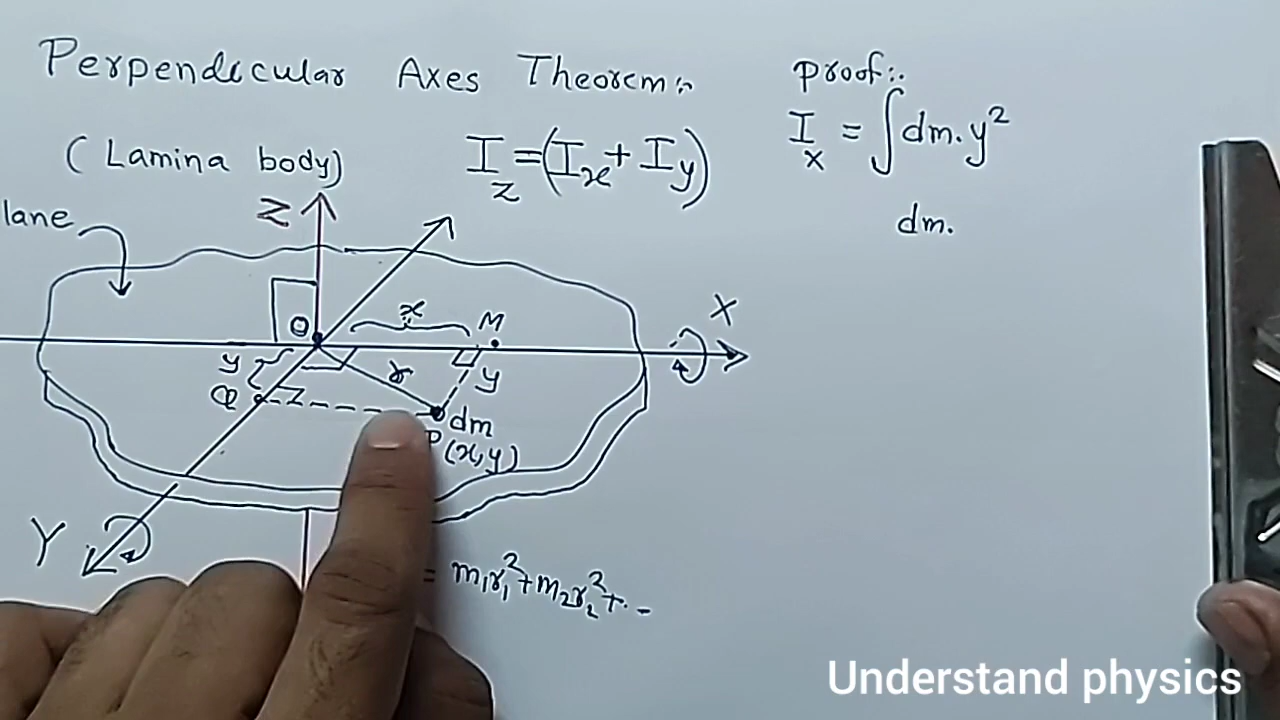 Perpendicular Axes Theorem:-
(Lamina body)
I_z = (I_x + I_y)
Proof:-
I_x = ∫dm.y²
dm.
lane
Z
X
O
x
M
y
r
y
Q
dm
P(x,y)
Y
= m₁r₁² + m₂r₂² + . -
Understand physics